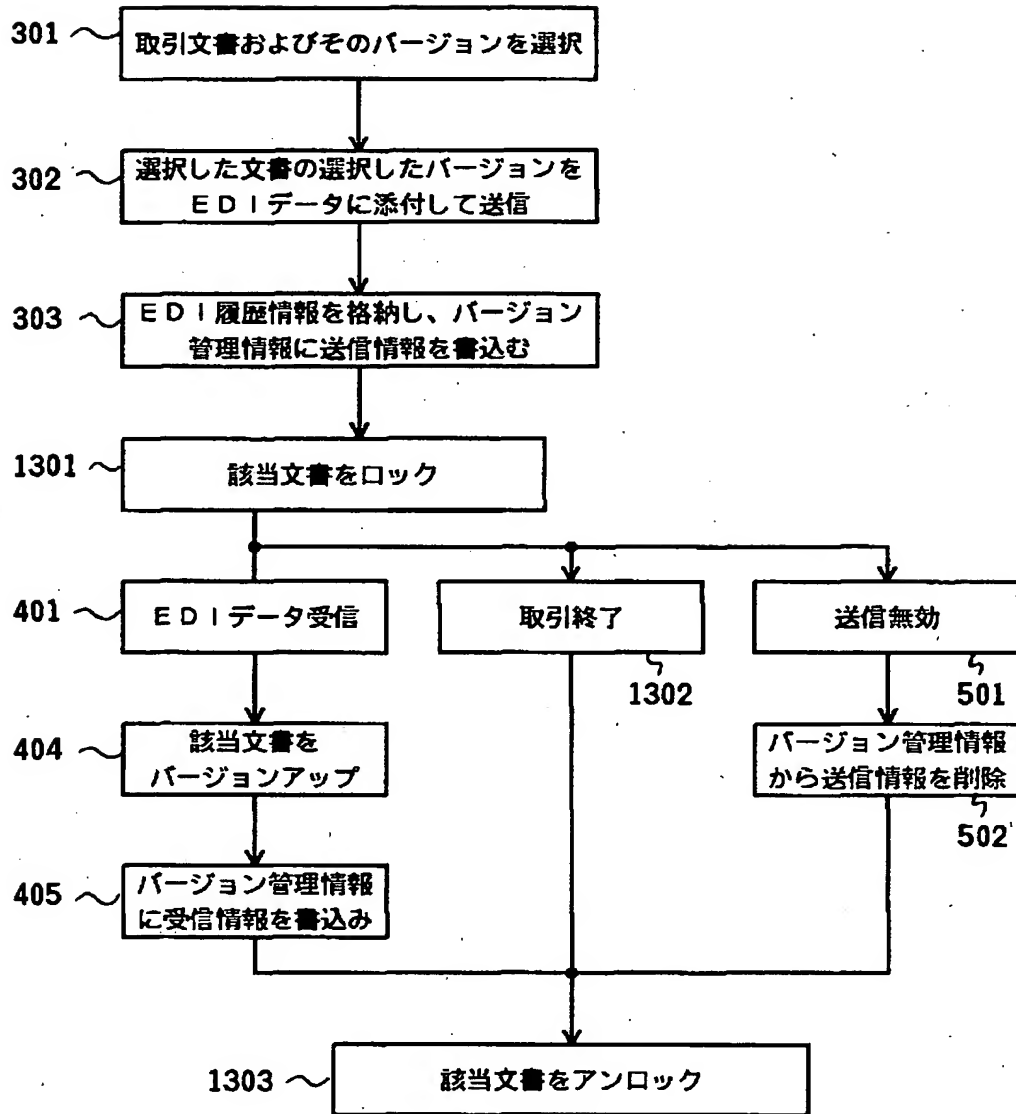 301
取引文書およびそのバージョンを選択
302
選択した文書の選択したバージョンを
EDIデータに添付して送信
303
EDI履歴情報を格納し、バージョン
管理情報に送信情報を書込む
1301
該当文書をロック
401
EDIデータ受信
取引終了
1302
送信無効
501
404
該当文書を
バージョンアップ
バージョン管理情報
から送信情報を削除
502
405
バージョン管理情報
に受信情報を書込み
1303
該当文書をアンロック